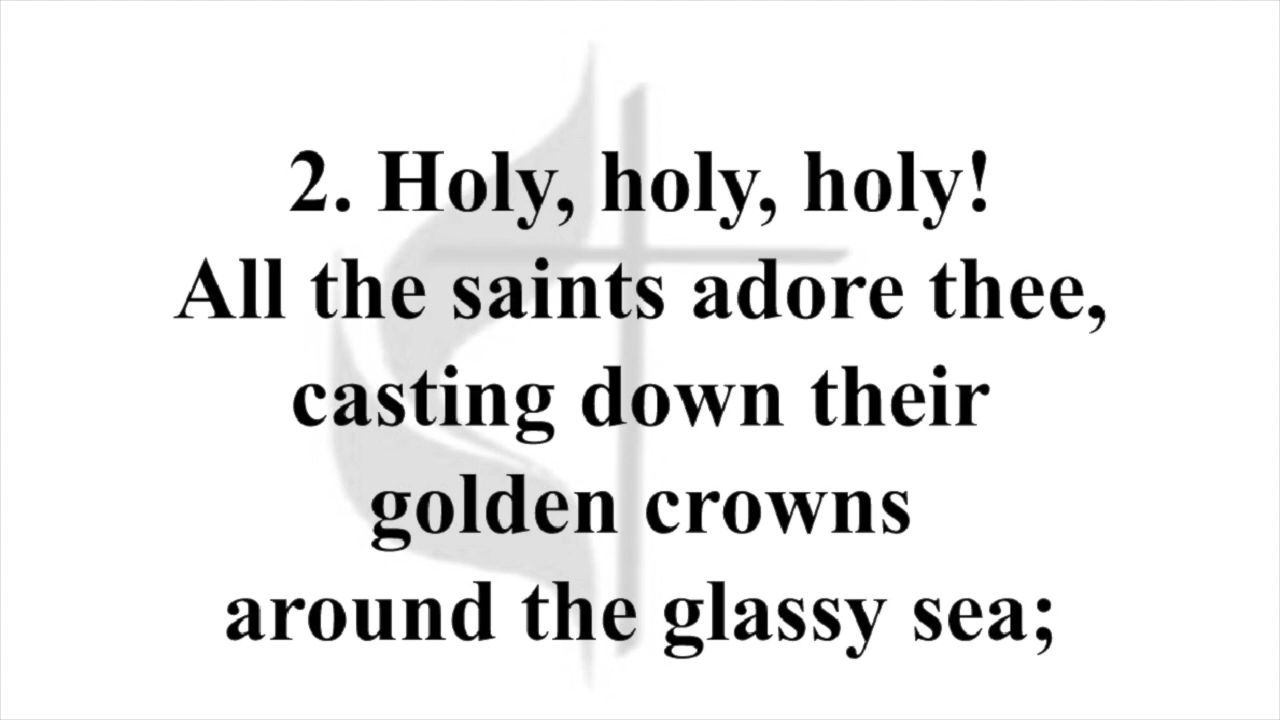 2. Holy, holy, holy!
All the saints adore thee,
casting down their
golden crowns
around the glassy sea;